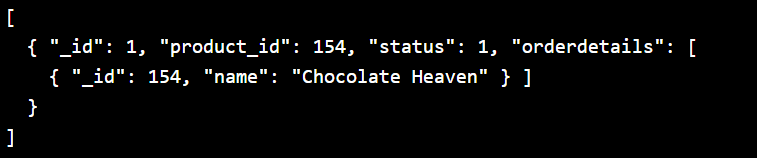 [
  { "_id": 1, "product_id": 154, "status": 1, "orderdetails": [
    { "_id": 154, "name": "Chocolate Heaven" } ]
  }
]